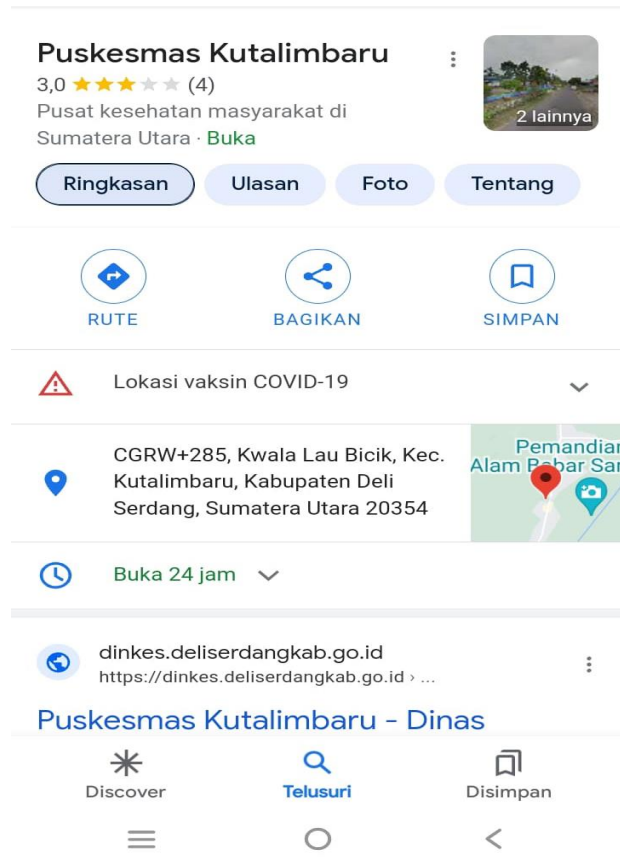 Puskesmas Kutalimbaru
3,0 (4)
Pusat kesehatan masyarakat di
Sumatera Utara · Buka
2 lainnya
Ringkasan Ulasan Foto Tentang
RUTE BAGIKAN SIMPAN
Lokasi vaksin COVID-19
CGRW+285, Kwala Lau Bicik, Kec.
Kutalimbaru, Kabupaten Deli
Serdang, Sumatera Utara 20354
Pemandian
Alam Babar Sar
Buka 24 jam
dinkes.deliserdangkab.go.id
https://dinkes.deliserdangkab.go.id › ...
Puskesmas Kutalimbaru - Dinas
Discover Telusuri Disimpan